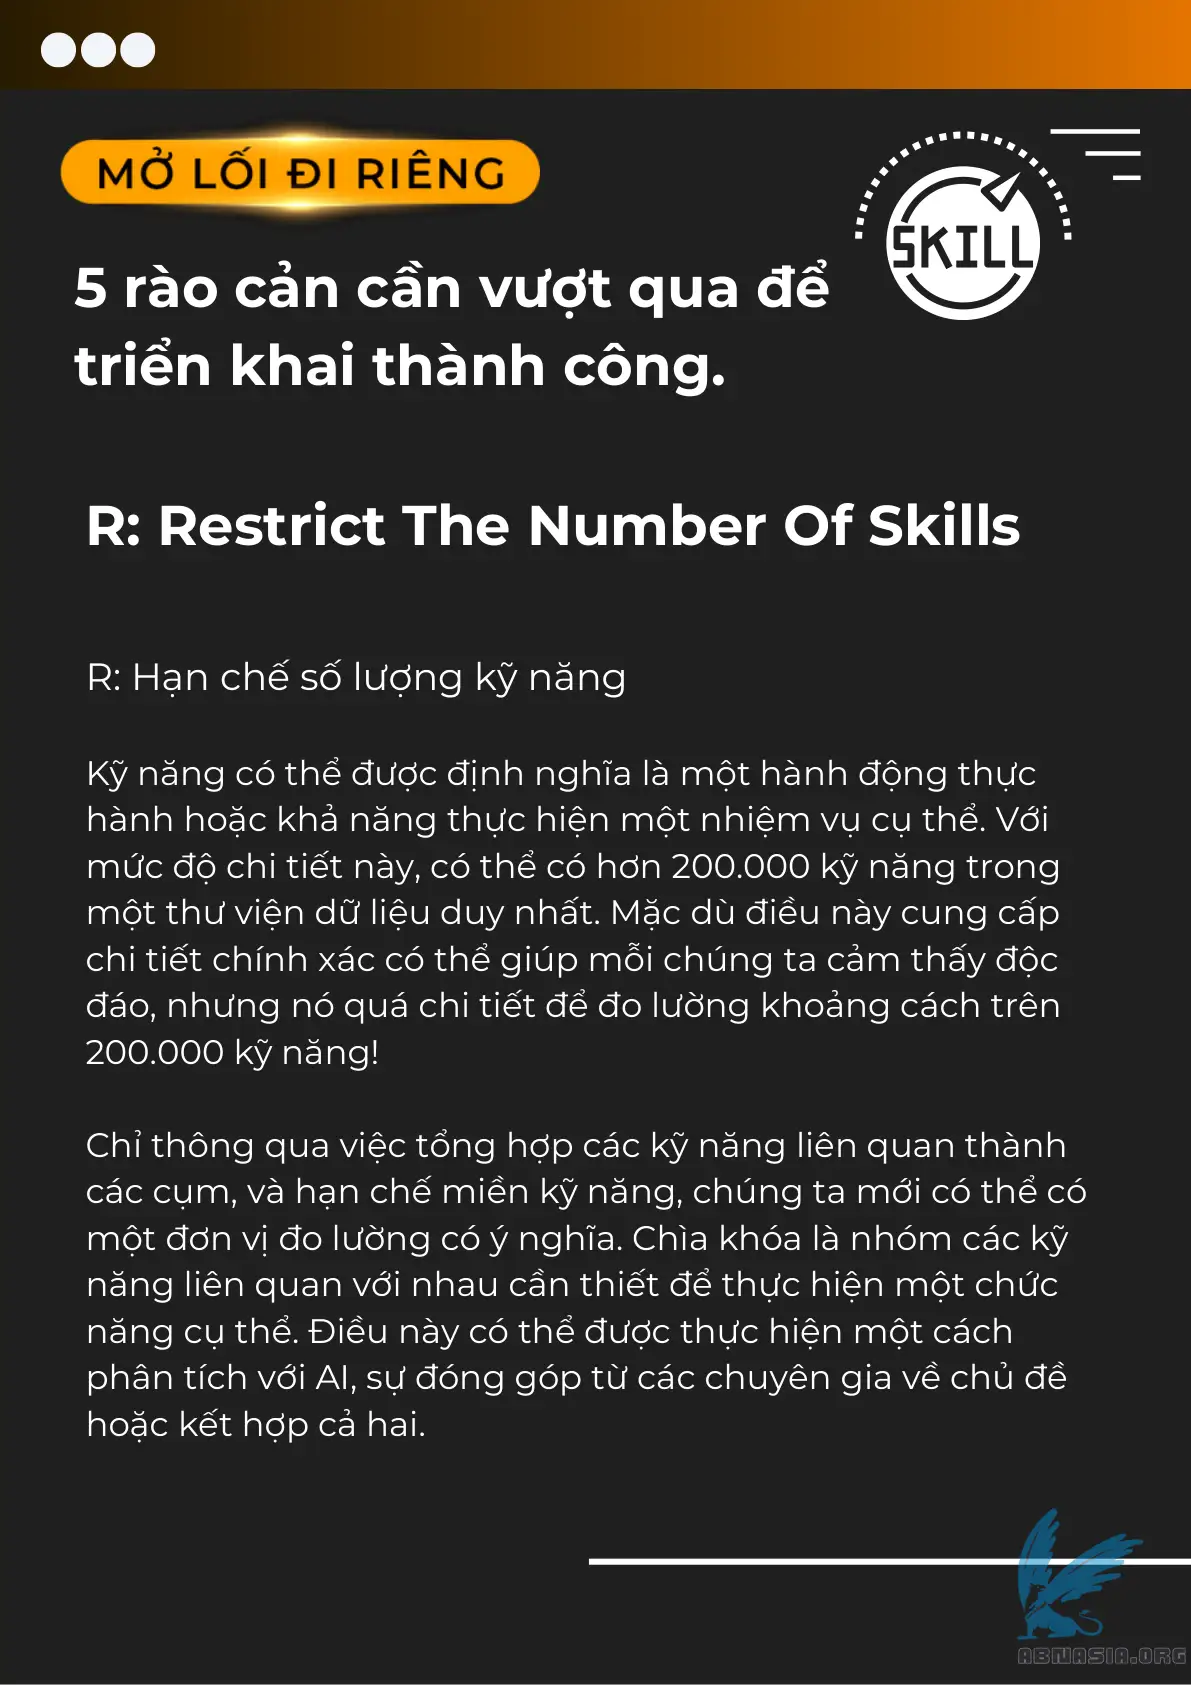 MỞ LỐI ĐI RIÊNG
SKILL
5 rào cản cần vượt qua để
triển khai thành công.
R: Restrict The Number Of Skills
R: Hạn chế số lượng kỹ năng
Kỹ năng có thể được định nghĩa là một hành động thực
hành hoặc khả năng thực hiện một nhiệm vụ cụ thể. Với
mức độ chi tiết này, có thể có hơn 200.000 kỹ năng trong
một thư viện dữ liệu duy nhất. Mặc dù điều này cung cấp
chi tiết chính xác có thể giúp mỗi chúng ta cảm thấy độc
đáo, nhưng nó quá chi tiết để đo lường khoảng cách trên
200.000 kỹ năng!
Chỉ thông qua việc tổng hợp các kỹ năng liên quan thành
các cụm, và hạn chế miền kỹ năng, chúng ta mới có thể có
một đơn vị đo lường có ý nghĩa. Chìa khóa là nhóm các kỹ
năng liên quan với nhau cần thiết để thực hiện một chức
năng cụ thể. Điều này có thể được thực hiện một cách
phân tích với AI, sự đóng góp từ các chuyên gia về chủ đề
hoặc kết hợp cả hai.
ABNASIA.ORG